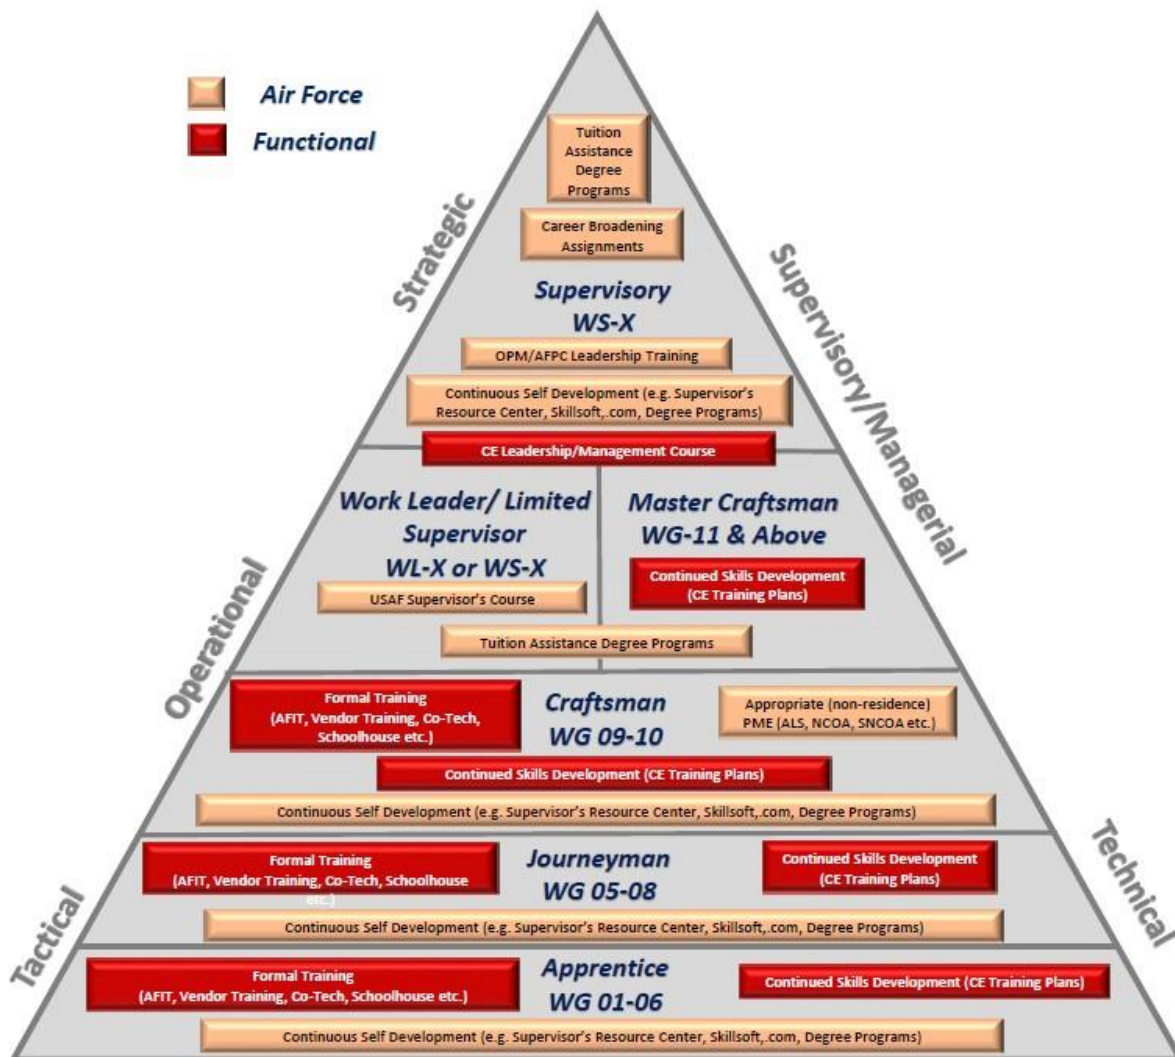 Air Force
Functional
Tuition
Assistance
Degree
Programs
Career Broadening
Assignments
Strategic
Supervisory/Managerial
Supervisory
WS-X
OPM/AFPC Leadership Training
Continuous Self Development (e.g. Supervisor's
Resource Center, Skillsoft,.com, Degree Programs)
CE Leadership/Management Course
Work Leader/ Limited
Supervisor
WL-X or WS-X
USAF Supervisor's Course
Master Craftsman
WG-11 & Above
Continued Skills Development
(CE Training Plans)
Tuition Assistance Degree Programs
Operational
Formal Training
(AFIT, Vendor Training, Co-Tech,
Schoolhouse etc.)
Craftsman
WG 09-10
Appropriate (non-residence)
PME (ALS, NCOA, SNCOA etc.)
Continued Skills Development (CE Training Plans)
Continuous Self Development (e.g. Supervisor's Resource Center, Skillsoft,.com, Degree Programs)
Tactical
Technical
Formal Training
(AFIT, Vendor Training, Co-Tech, Schoolhouse
etc.)
Journeyman
WG 05-08
Continued Skills Development
(CE Training Plans)
Continuous Self Development (e.g. Supervisor's Resource Center, Skillsoft,.com, Degree Programs)
Formal Training
(AFIT, Vendor Training, Co-Tech, Schoolhouse etc.)
Apprentice
WG 01-06
Continued Skills Development (CE Training Plans)
Continuous Self Development (e.g. Supervisor's Resource Center, Skillsoft,.com, Degree Programs)